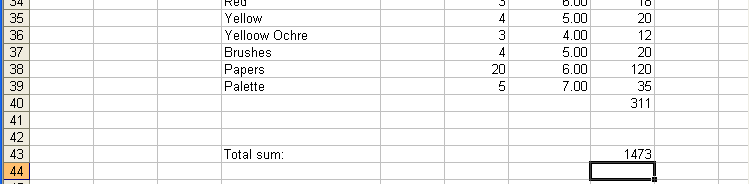 34 Red 3 6.00 18
35 Yellow 4 5.00 20
36 Yelloow Ochre 3 4.00 12
37 Brushes 4 5.00 20
38 Papers 20 6.00 120
39 Palette 5 7.00 35
40 311
41
42
43 Total sum: 1473
44